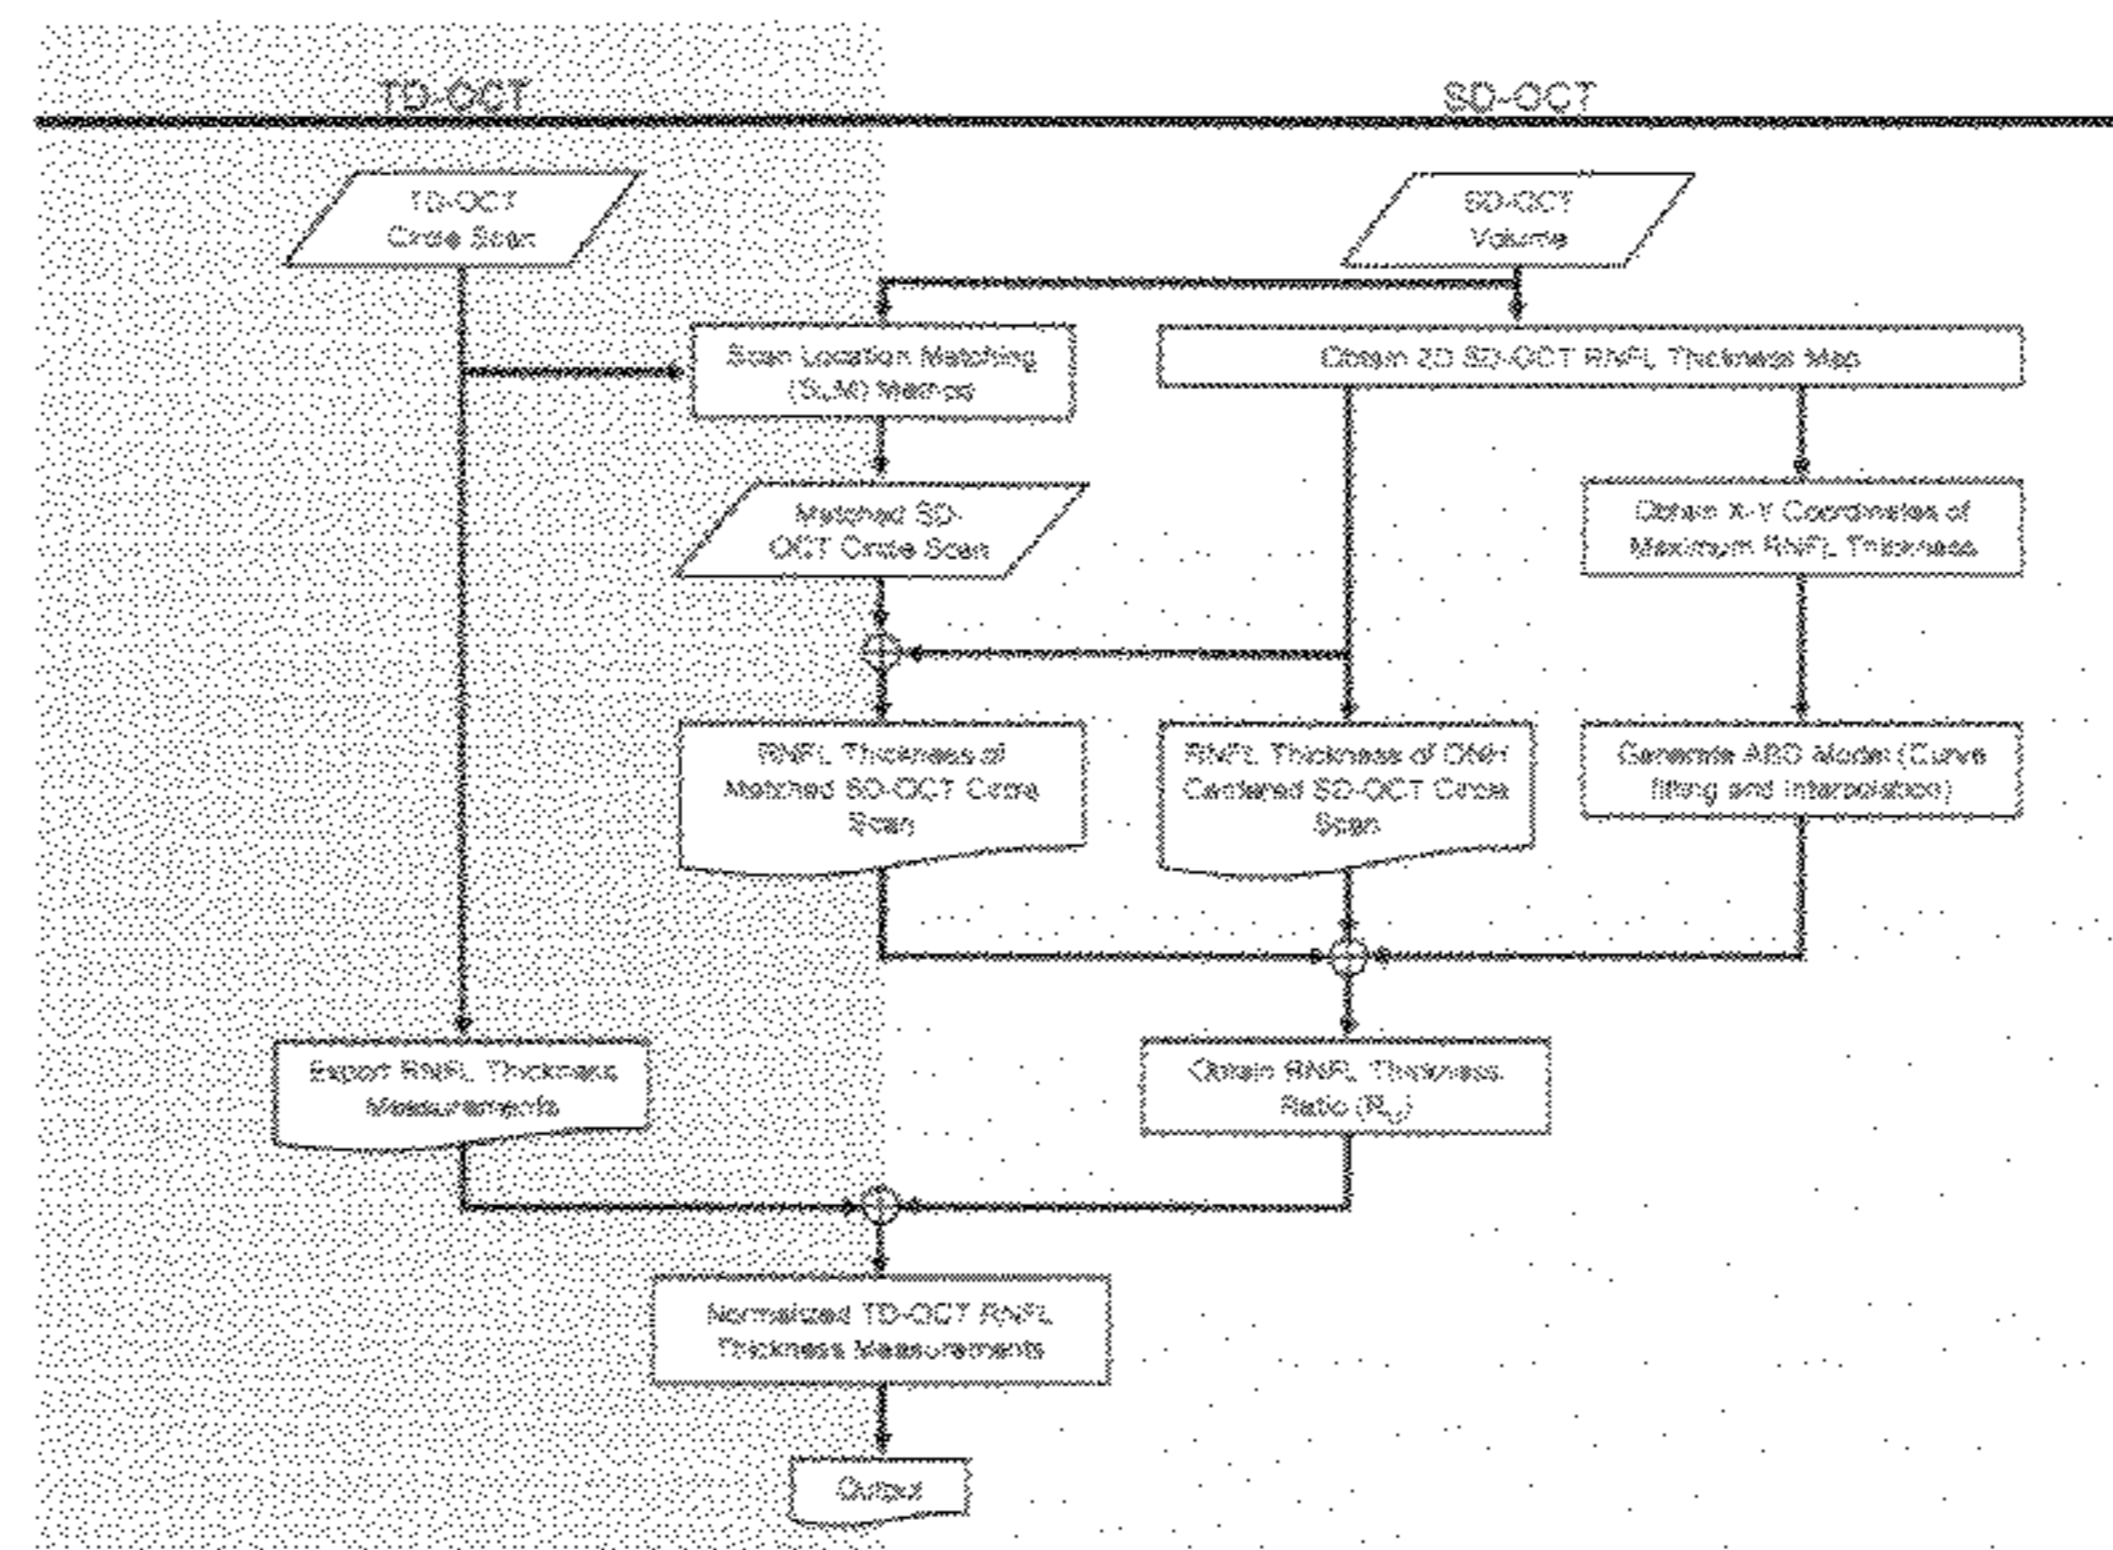 TD-OCT
SD-OCT
TD-OCT
Circle Scan
SD-OCT
Volume
Scan Location Matching
(SLM) Method
Obtain 2D SD-OCT RNFL Thickness Map
Matched SD-
OCT Circle Scan
Obtain X-Y Coordinates of
Maximum RNFL Thickness
RNFL Thickness of
Matched SD-OCT Circle
Scan
RNFL Thickness of ONH
Centered SD-OCT Circle
Scan
Generate ABD Model (Curve
fitting and Interpolation)
Export RNFL Thickness
Measurements
Obtain RNFL Thickness
Ratio
Normalized TD-OCT RNFL
Thickness Measurements
Output